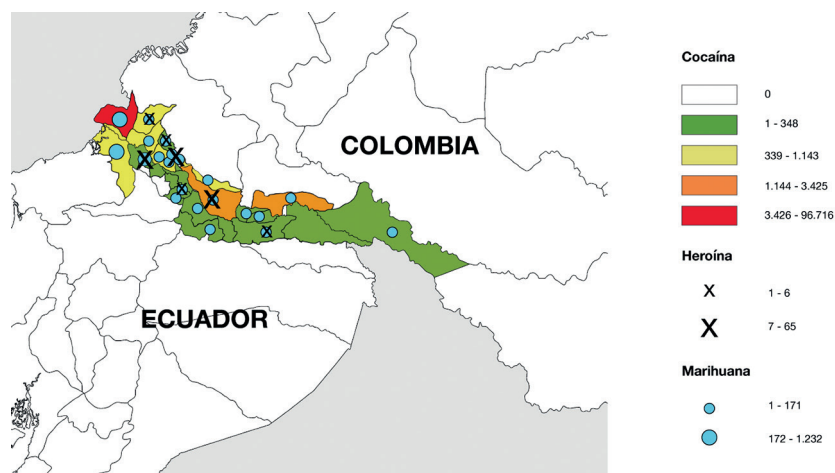 COLOMBIA
ECUADOR
Cocaína
0
1 - 348
339 - 1.143
1.144 - 3.425
3.426 - 96.716
Heroína
1 - 6
7 - 65
Marihuana
1 - 171
172 - 1.232